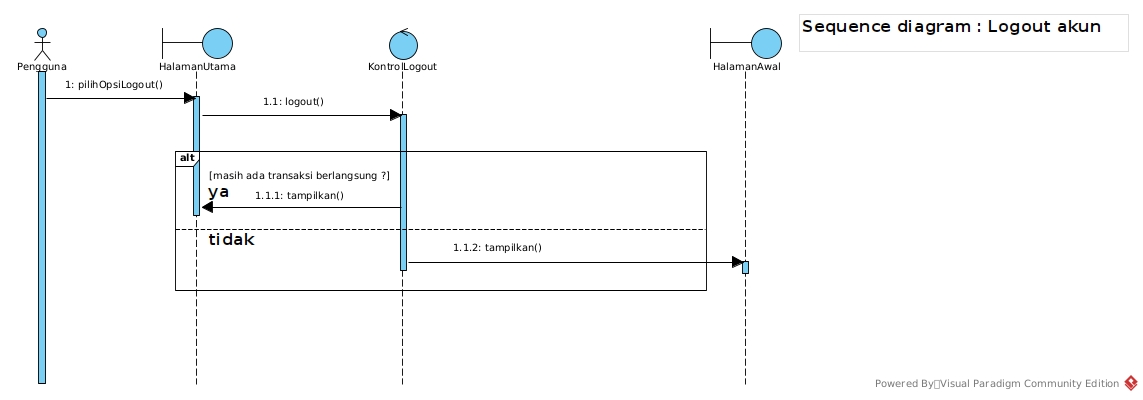 Sequence diagram : Logout akun
Pengguna
HalamanUtama
KontrolLogout
HalamanAwal
1: pilihOpsiLogout()
1.1: logout()
alt
[masih ada transaksi berlangsung ?]
ya
1.1.1: tampilkan()
tidak
1.1.2: tampilkan()
Powered By Visual Paradigm Community Edition